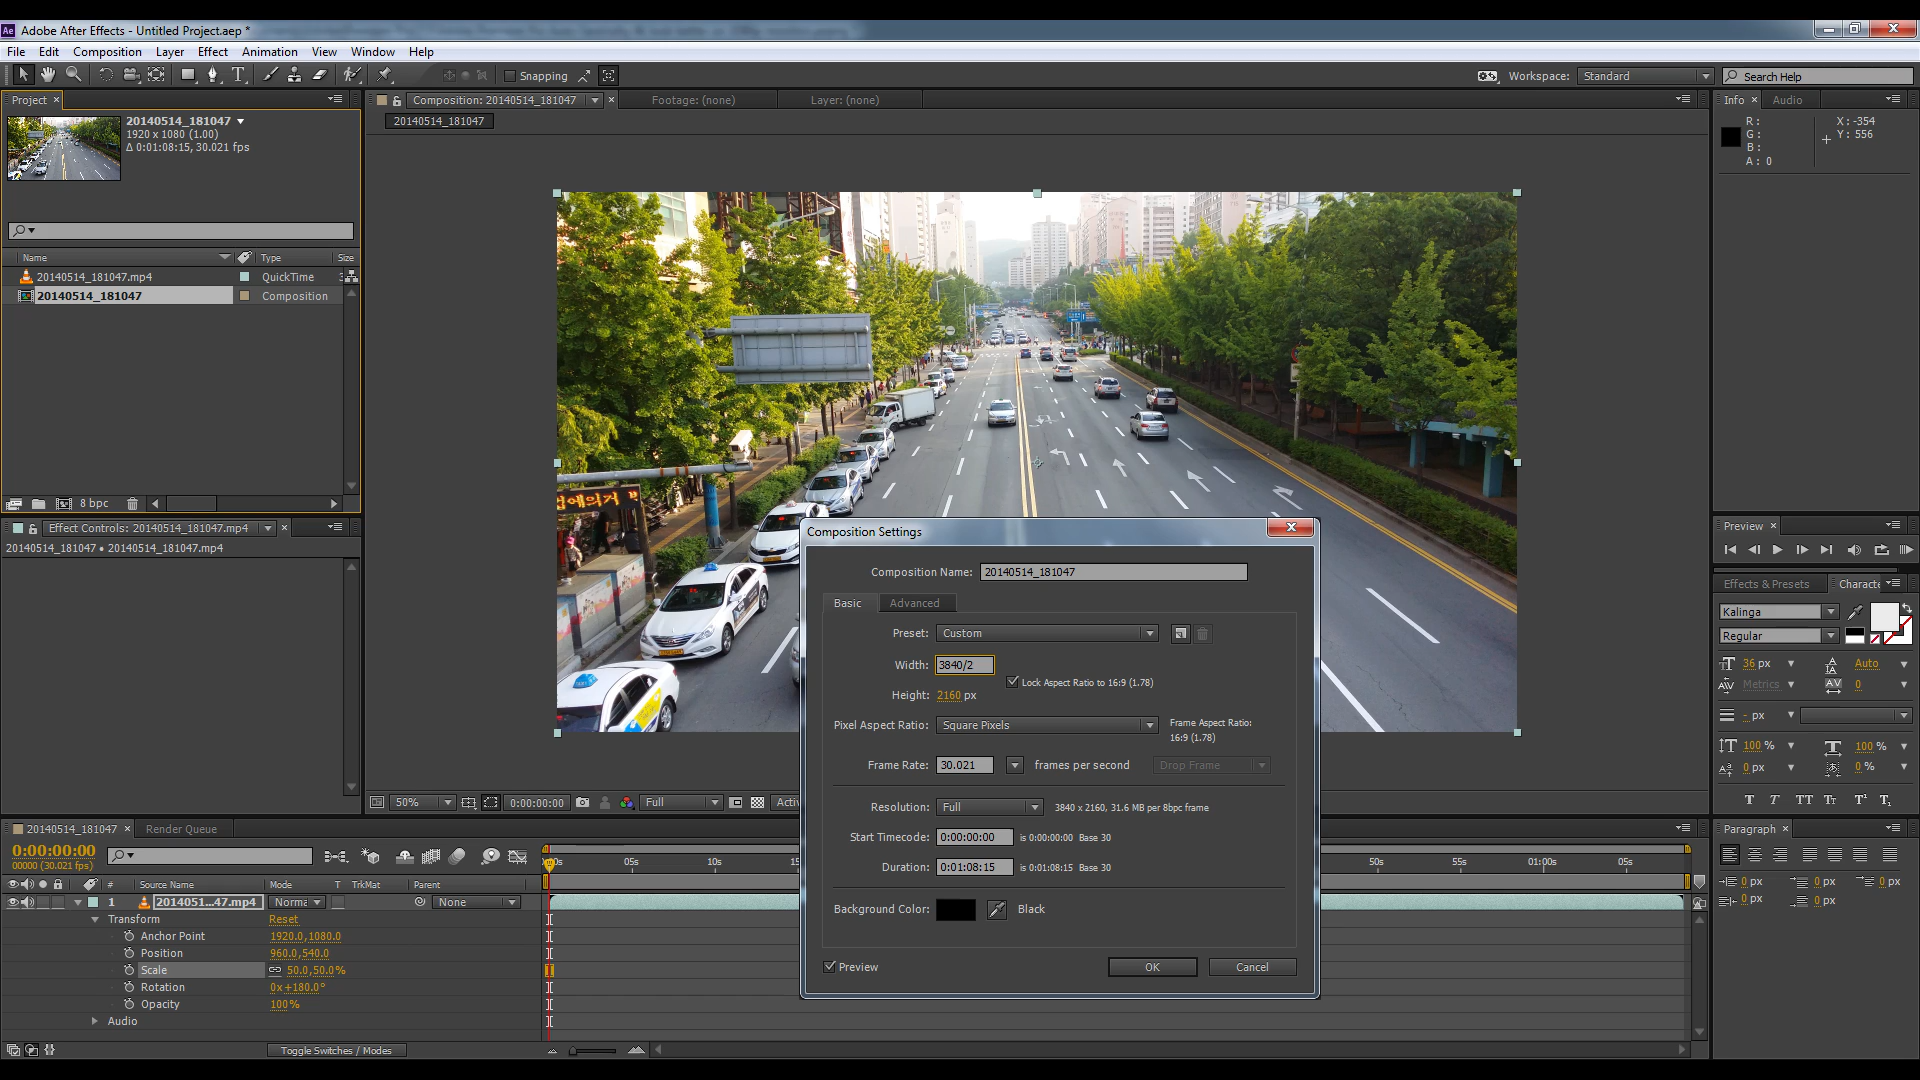 Adobe After Effects - Untitled Project.aep *
File Edit Composition Layer Effect Animation View Window Help
Snapping
Workspace: Standard
Search Help
Project
20140514_181047
1920 x 1080 (1.00)
Δ 0:01:08:15, 30.021 fps
Name Type Size
20140514_181047.mp4 QuickTime
20140514_181047 Composition
8 bpc
Effect Controls: 20140514_181047.mp4
20140514_181047 • 20140514_181047.mp4
Composition: 20140514_181047 Footage: (none) Layer: (none)
20140514_181047
50% 0:00:00:00 Full
Composition Settings
Composition Name: 20140514_181047
Basic Advanced
Preset: Custom
Width: 3840/2
Lock Aspect Ratio to 16:9 (1.78)
Height: 2160 px
Pixel Aspect Ratio: Square Pixels
Frame Aspect Ratio:
16:9 (1.78)
Frame Rate: 30.021 frames per second Drop Frame
Resolution: Full 3840 x 2160, 31.6 MB per 8bpc frame
Start Timecode: 0:00:00:00 is 0:00:00:00 Base 30
Duration: 0:01:08:15 is 0:01:08:15 Base 30
Background Color: Black
Preview OK Cancel
Info Audio
R :
G :
B :
A : 0
X : -354
Y : 556
Preview
Effects & Presets
Kalinga
Regular
36 px Auto
Metrics 0
- px
100 % 100 %
0 px 0 %
T T TT Tt T¹ T₁
Paragraph
0 px 0 px 0 px
0 px 0 px
20140514_181047 Render Queue
0:00:00:00
00000 (30.021 fps)
05s 10s 50s 55s 01:00s 05s
# Source Name Mode T TrkMat Parent
1 2014051...47.mp4 None
Transform Reset
Anchor Point 1920.0,1080.0
Position 960.0,540.0
Scale 50.0,50.0%
Rotation 0x+180.0°
Opacity 100%
Audio
Toggle Switches / Modes